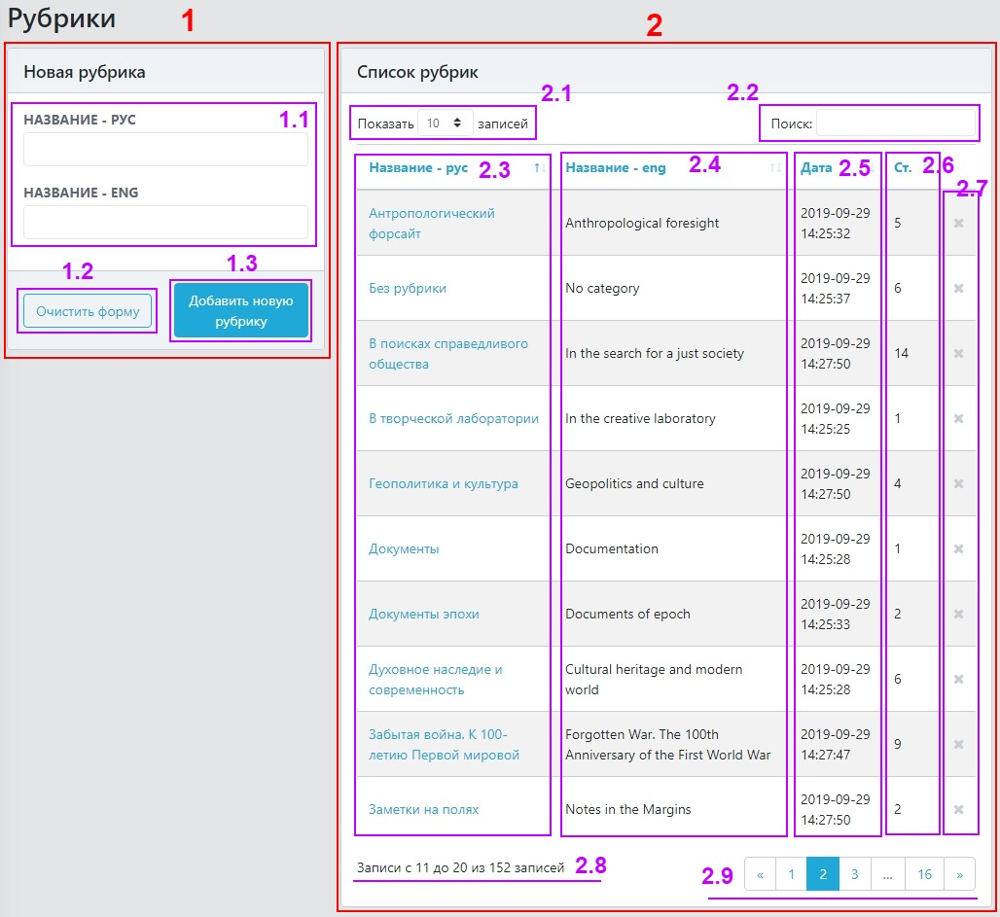 Рубрики
1
2
Новая рубрика
Список рубрик
НАЗВАНИЕ - РУС
1.1
НАЗВАНИЕ - ENG
1.2
1.3
Очистить форму
Добавить новую
рубрику
Показать 10 записей
2.1
2.2
Поиск:
Название - рус 2.3 ↑↓
Название - eng 2.4 ↑↓
Дата 2.5
Ст. 2.6
2.7
Антропологический
форсайт
Anthropological foresight
2019-09-29
14:25:32
5 ×
Без рубрики
No category
2019-09-29
14:25:37
6 ×
В поисках справедливого
общества
In the search for a just society
2019-09-29
14:27:50
14 ×
В творческой лаборатории
In the creative laboratory
2019-09-29
14:25:25
1 ×
Геополитика и культура
Geopolitics and culture
2019-09-29
14:27:50
4 ×
Документы
Documentation
2019-09-29
14:25:28
1 ×
Документы эпохи
Documents of epoch
2019-09-29
14:25:33
2 ×
Духовное наследие и
современность
Cultural heritage and modern
world
2019-09-29
14:25:28
6 ×
Забытая война. К 100-
летию Первой мировой
Forgotten War. The 100th
Anniversary of the First World War
2019-09-29
14:27:47
9 ×
Заметки на полях
Notes in the Margins
2019-09-29
14:27:50
2 ×
Записи с 11 до 20 из 152 записей 2.8
2.9 « 1 2 3 ... 16 »